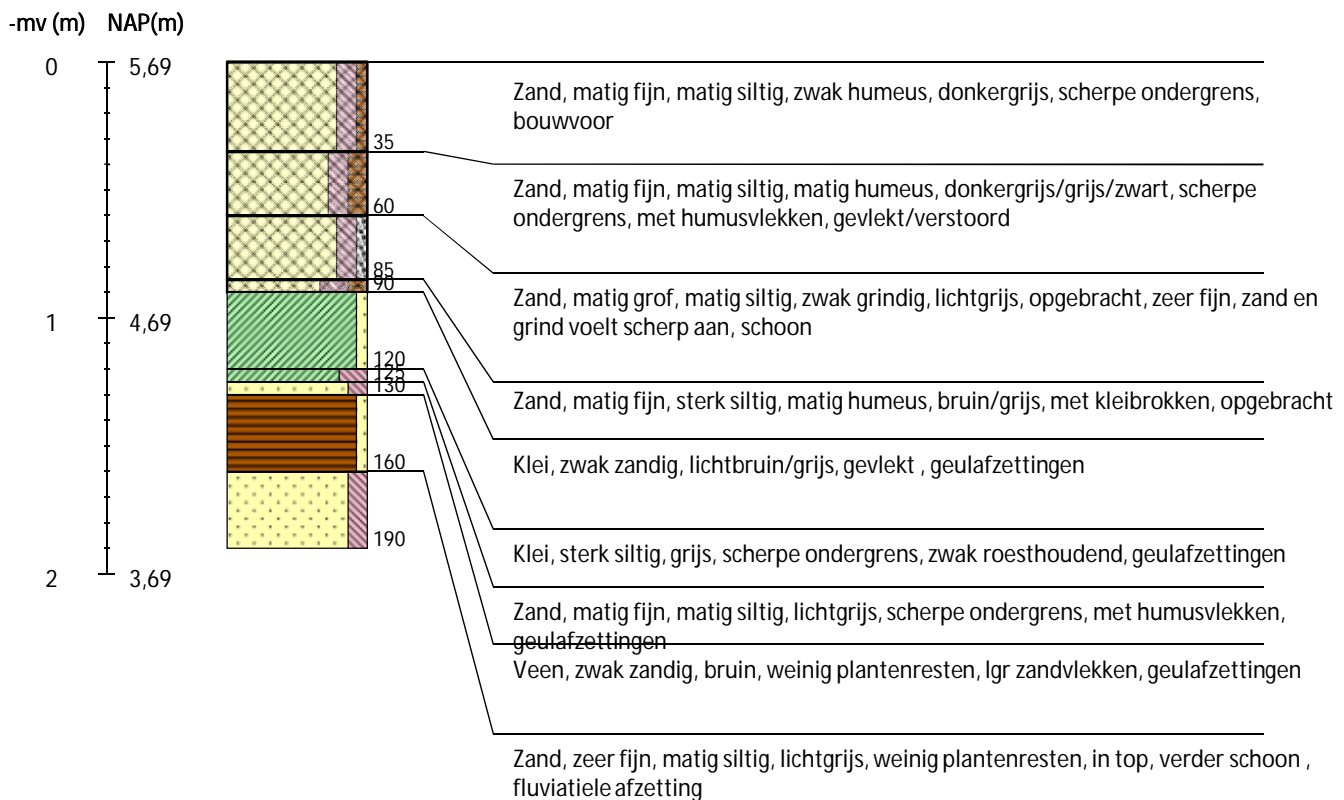 -mv (m) NAP(m)
0 5,69
Zand, matig fijn, matig siltig, zwak humeus, donkergrijs, scherpe ondergrens,
bouwvoor
35
Zand, matig fijn, matig siltig, matig humeus, donkergrijs/grijs/zwart, scherpe
ondergrens, met humusvlekken, gevlekt/verstoord
60
85
90
Zand, matig grof, matig siltig, zwak grindig, lichtgrijs, opgebracht, zeer fijn, zand en
grind voelt scherp aan, schoon
1 4,69
120
125
130
Zand, matig fijn, sterk siltig, matig humeus, bruin/grijs, met kleibrokken, opgebracht
160
Klei, zwak zandig, lichtbruin/grijs, gevlekt , geulafzettingen
190
Klei, sterk siltig, grijs, scherpe ondergrens, zwak roesthoudend, geulafzettingen
2 3,69
Zand, matig fijn, matig siltig, lichtgrijs, scherpe ondergrens, met humusvlekken,
geulafzettingen
Veen, zwak zandig, bruin, weinig plantenresten, lgr zandvlekken, geulafzettingen
Zand, zeer fijn, matig siltig, lichtgrijs, weinig plantenresten, in top, verder schoon ,
fluviatiele afzetting